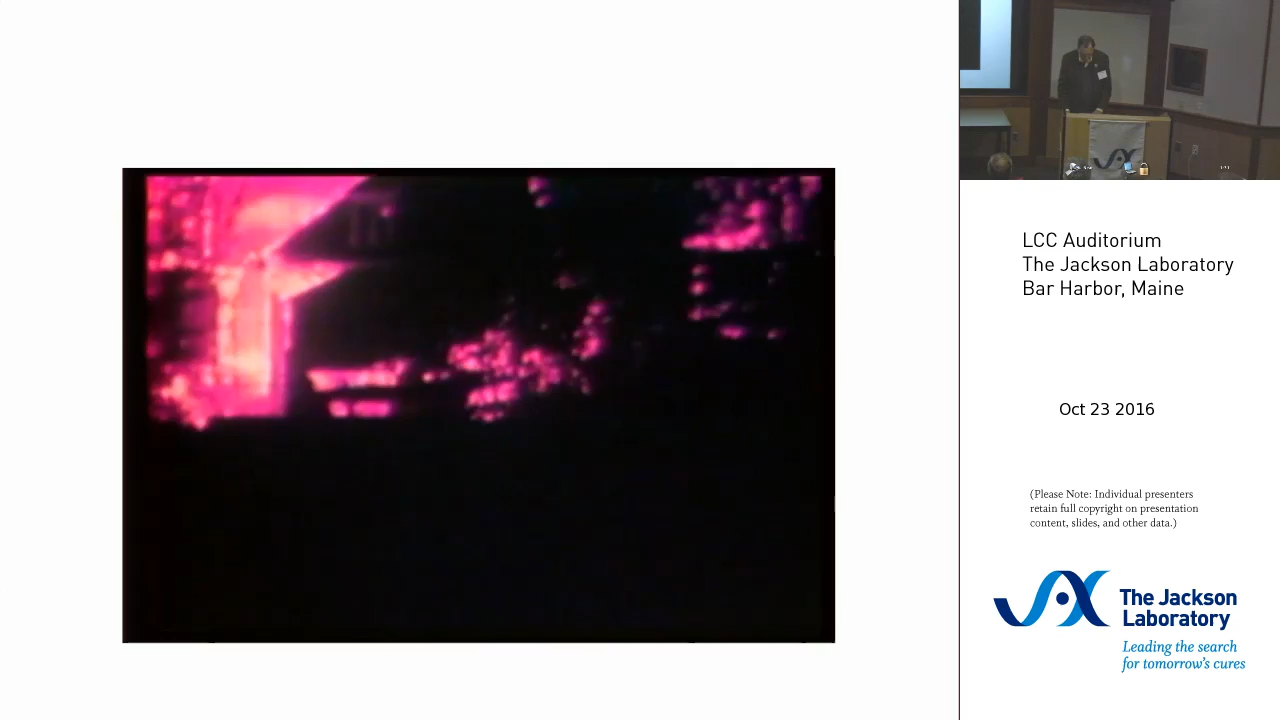 LCC Auditorium
The Jackson Laboratory
Bar Harbor, Maine
Oct 23 2016
(Please Note: Individual presenters
retain full copyright on presentation
content, slides, and other data.)
The Jackson
Laboratory
Leading the search
for tomorrow's cures